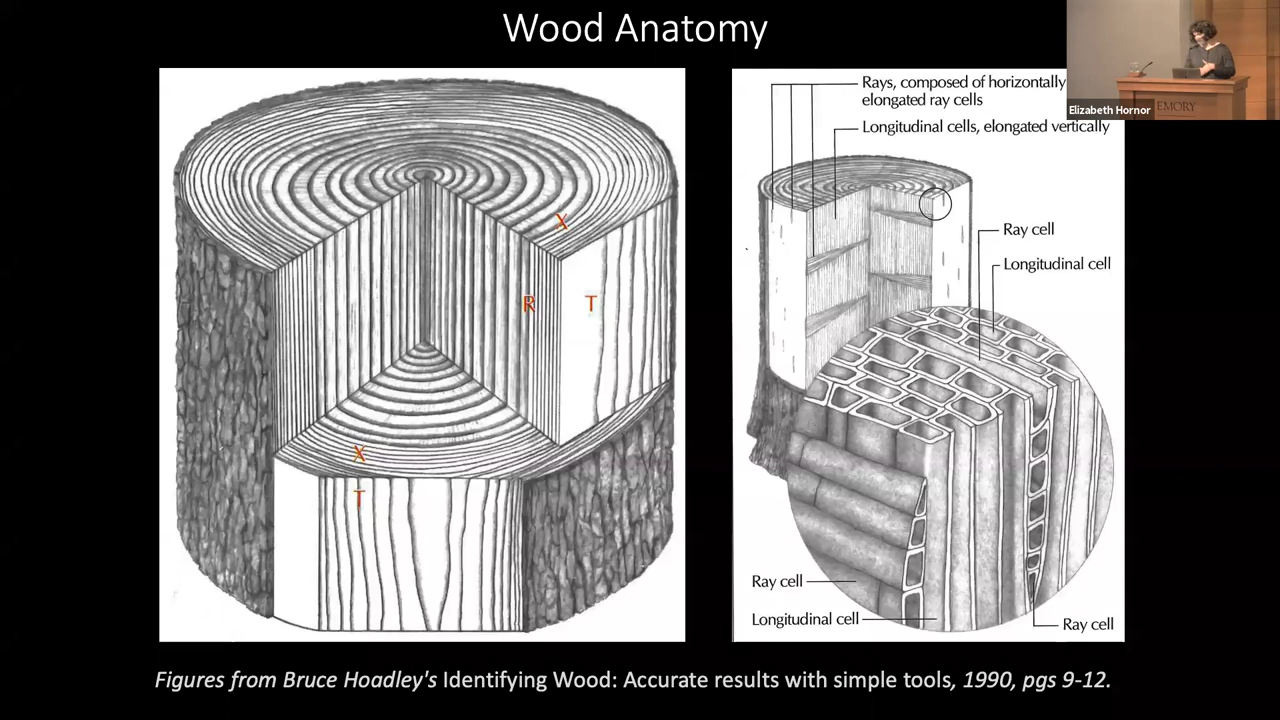 Wood Anatomy
X
R
T
X
T
Rays, composed of horizontally
elongated ray cells
Longitudinal cells, elongated vertically
Ray cell
Longitudinal cell
Ray cell
Longitudinal cell
Ray cell
Elizabeth Hornor
EMORY
Figures from Bruce Hoadley's Identifying Wood: Accurate results with simple tools, 1990, pgs 9-12.